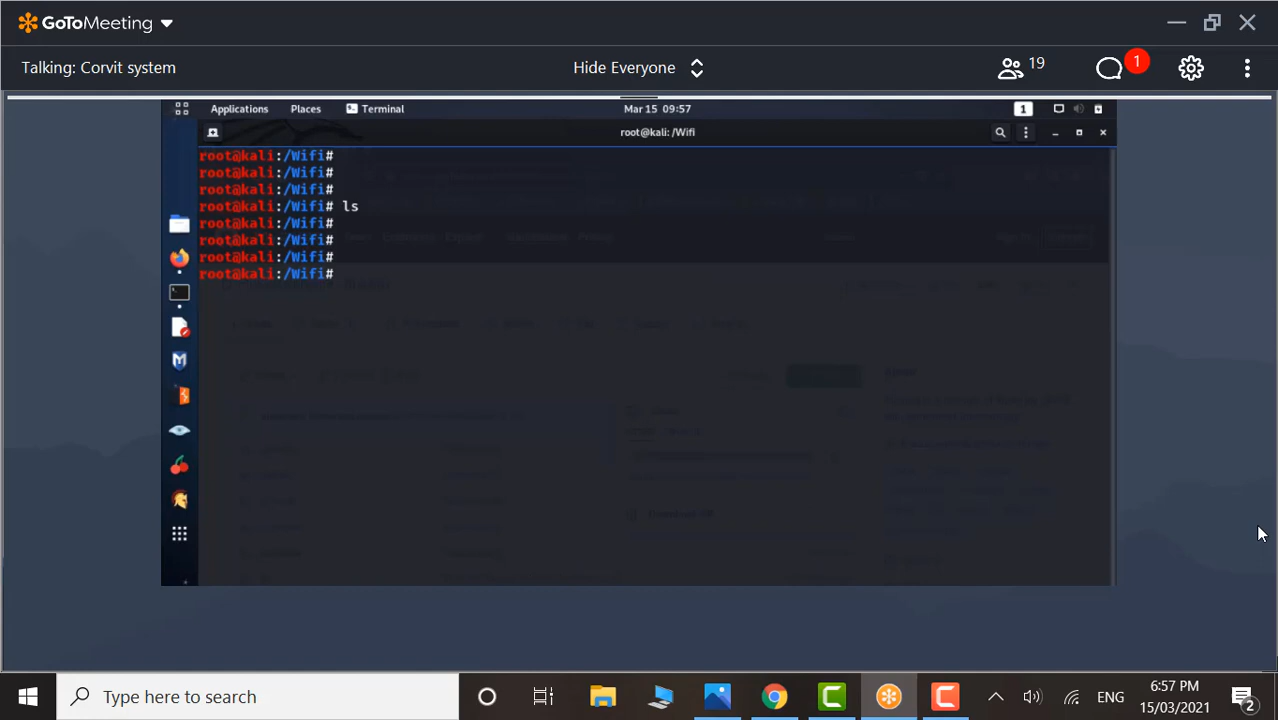 GoToMeeting
Talking: Corvit system
Hide Everyone
19
1
Applications Places Terminal Mar 15 09:57 1
root@kali: /Wifi
root@kali:/Wifi#
root@kali:/Wifi#
root@kali:/Wifi#
root@kali:/Wifi# ls
root@kali:/Wifi#
root@kali:/Wifi#
root@kali:/Wifi#
root@kali:/Wifi#
Type here to search
ENG
6:57 PM
15/03/2021
2